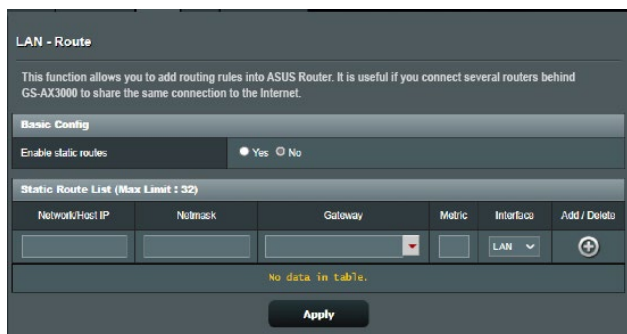 LAN - Route
This function allows you to add routing rules into ASUS Router. It is useful if you connect several routers behind
GS-AX3000 to share the same connection to the Internet.
Basic Config
Enable static routes
Yes No
Static Route List (Max Limit : 32)
Network/Host IP Netmask Gateway Metric Interface Add / Delete
LAN
No data in table.
Apply